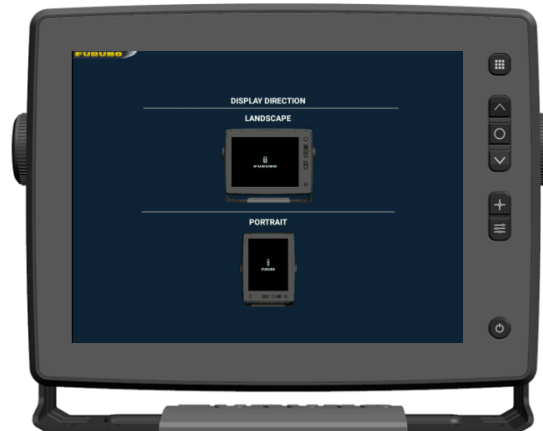 FURUNO
DISPLAY DIRECTION
LANDSCAPE
FURUNO
PORTRAIT
FURUNO